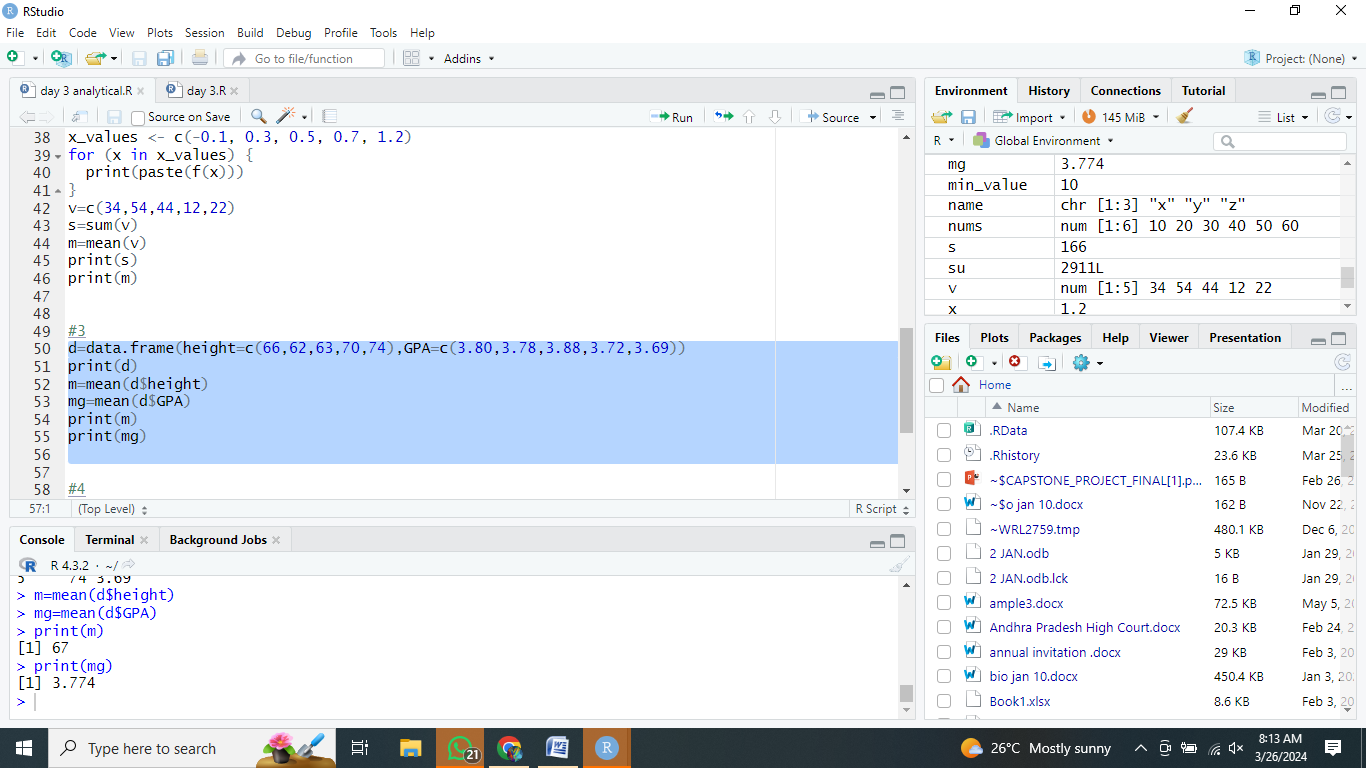 RStudio
File Edit Code View Plots Session Build Debug Profile Tools Help
Go to file/function Addins Project: (None)
day 3 analytical.R day 3.R
Source on Save Run Source
38 x_values <- c(-0.1, 0.3, 0.5, 0.7, 1.2)
39 for (x in x_values) {
40 print(paste(f(x)))
41 }
42 v=c(34,54,44,12,22)
43 s=sum(v)
44 m=mean(v)
45 print(s)
46 print(m)
47
48
49 #3
50 d=data.frame(height=c(66,62,63,70,74),GPA=c(3.80,3.78,3.88,3.72,3.69))
51 print(d)
52 m=mean(d$height)
53 mg=mean(d$GPA)
54 print(m)
55 print(mg)
56
57
58 #4
57:1 (Top Level) R Script
Console Terminal Background Jobs
R 4.3.2 · ~/
5 74 3.69
> m=mean(d$height)
> mg=mean(d$GPA)
> print(m)
[1] 67
> print(mg)
[1] 3.774
>
Environment History Connections Tutorial
Import 145 MiB List
R Global Environment
mg 3.774
min_value 10
name chr [1:3] "x" "y" "z"
nums num [1:6] 10 20 30 40 50 60
s 166
su 2911L
v num [1:5] 34 54 44 12 22
x 1.2
Files Plots Packages Help Viewer Presentation
Home ...
Name Size Modified
.RData 107.4 KB Mar 20,
.Rhistory 23.6 KB Mar 25,
~$CAPSTONE_PROJECT_FINAL[1].p... 165 B Feb 26,
~$o jan 10.docx 162 B Nov 22,
~WRL2759.tmp 480.1 KB Dec 6, 20
2 JAN.odb 5 KB Jan 29,
2 JAN.odb.lck 16 B Jan 29,
ample3.docx 72.5 KB May 5, 20
Andhra Pradesh High Court.docx 20.3 KB Feb 24,
annual invitation .docx 29 KB Feb 3, 20
bio jan 10.docx 450.4 KB Jan 3, 20
Book1.xlsx 8.6 KB Feb 3, 20
Type here to search 21 26°C Mostly sunny 8:13 AM
3/26/2024